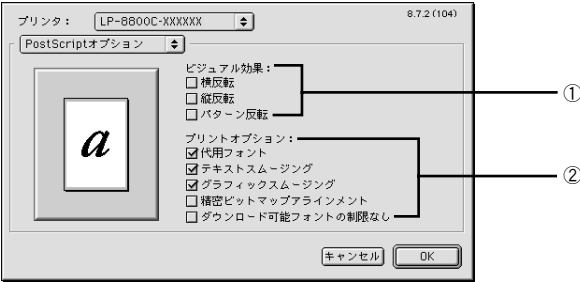 プリンタ： LP-8800C-XXXXXX 8.7.2 (104)
PostScriptオプション
ビジュアル効果：
横反転
縦反転
パターン反転
①
a
プリントオプション：
代用フォント
テキストスムージング
グラフィックスムージング
精密ビットマップアラインメント
ダウンロード可能フォントの制限なし
②
キャンセル OK